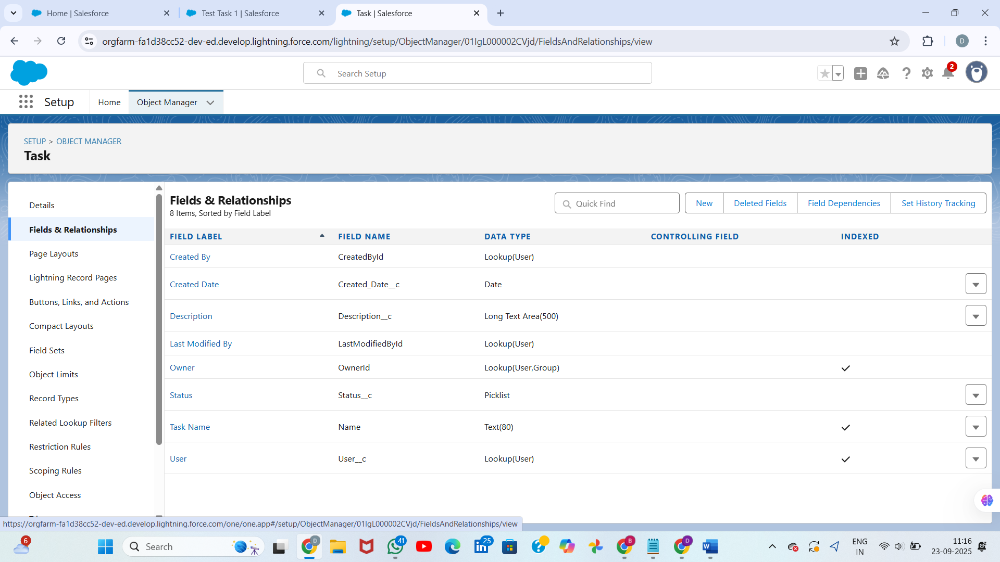 Home | Salesforce
Test Task 1 | Salesforce
Task | Salesforce
orgfarm-fa1d38cc52-dev-ed.develop.lightning.force.com/lightning/setup/ObjectManager/01IgL000002CVjd/FieldsAndRelationships/view
D
Search Setup
2
Setup
Home
Object Manager
SETUP > OBJECT MANAGER
Task
Details
Fields & Relationships
Page Layouts
Lightning Record Pages
Buttons, Links, and Actions
Compact Layouts
Field Sets
Object Limits
Record Types
Related Lookup Filters
Restriction Rules
Scoping Rules
Object Access
Fields & Relationships
8 Items, Sorted by Field Label
Quick Find
New
Deleted Fields
Field Dependencies
Set History Tracking
FIELD LABEL FIELD NAME DATA TYPE CONTROLLING FIELD INDEXED
Created By CreatedById Lookup(User)
Created Date Created_Date__c Date
Description Description__c Long Text Area(500)
Last Modified By LastModifiedById Lookup(User)
Owner OwnerId Lookup(User,Group)
Status Status__c Picklist
Task Name Name Text(80)
User User__c Lookup(User)
https://orgfarm-fa1d38cc52-dev-ed.develop.lightning.force.com/one/one.app#/setup/ObjectManager/01IgL000002CVjd/FieldsAndRelationships/view
6
Search
D
41
25
B
D
ENG
IN
11:16
23-09-2025